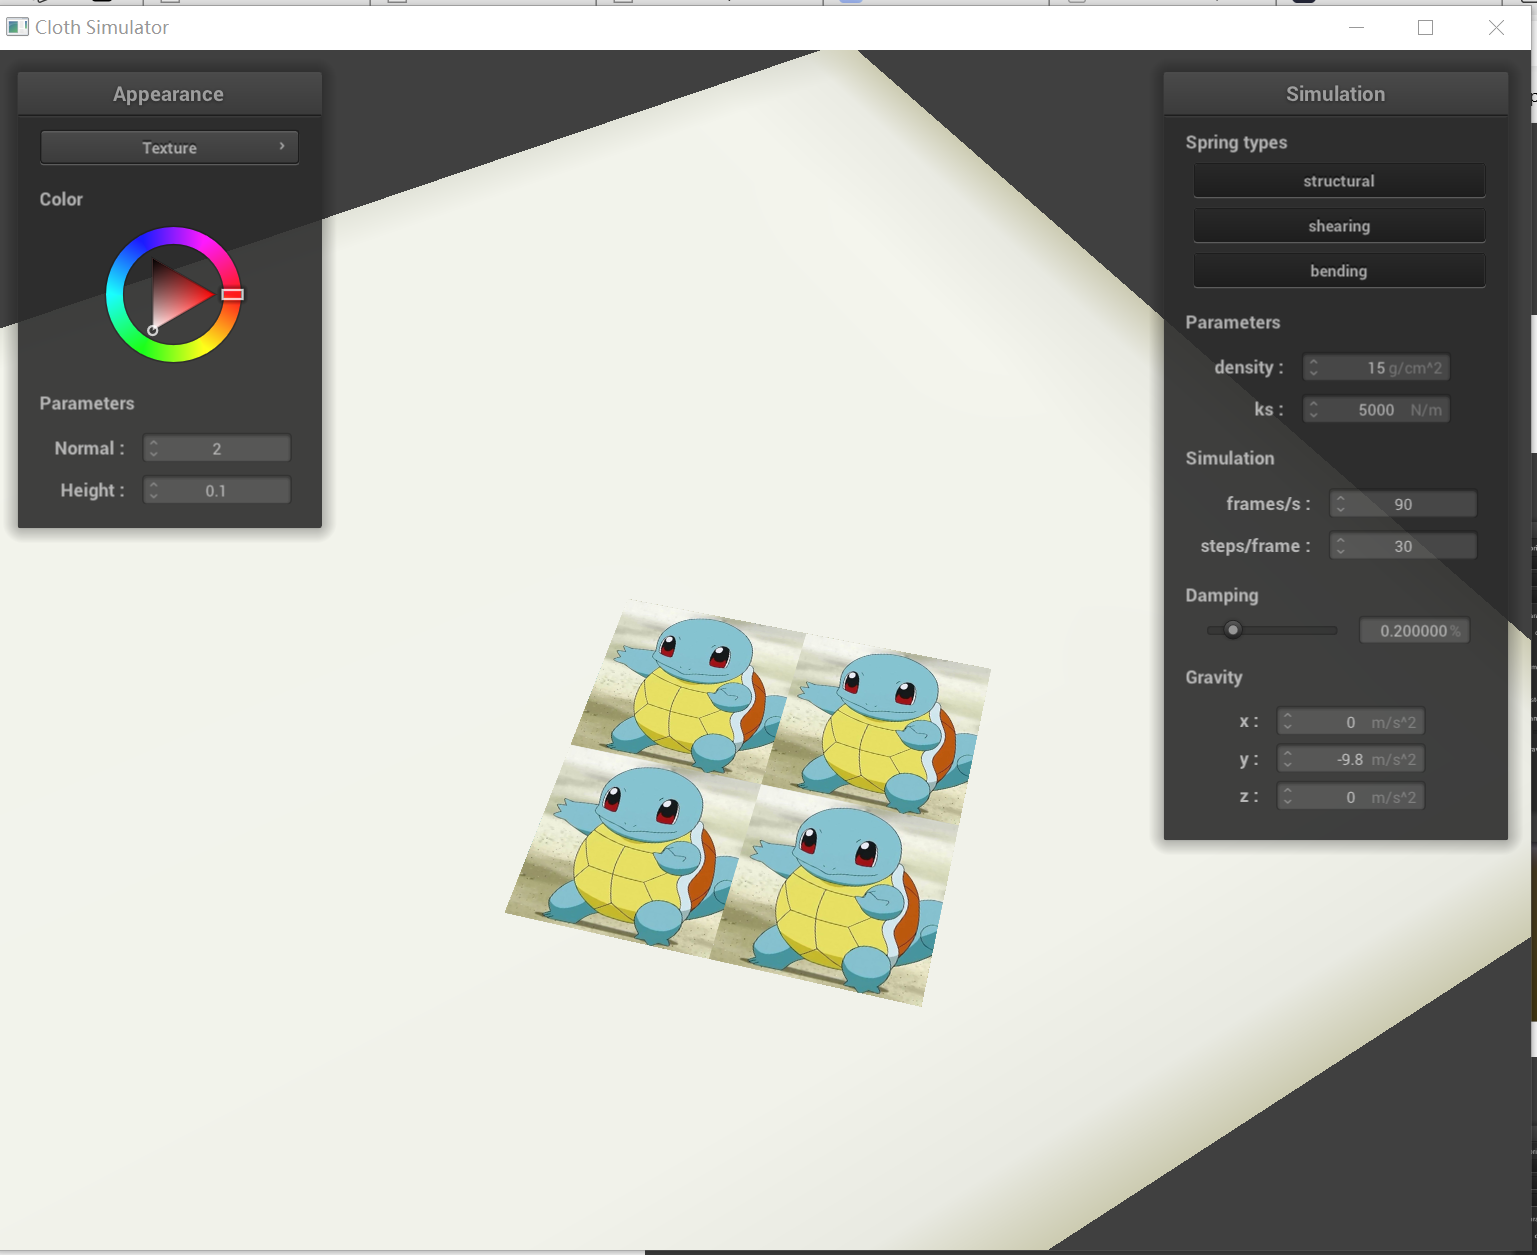 Cloth Simulator
Appearance
Texture
Color
Parameters
Normal : 2
Height : 0.1
Simulation
Spring types
structural
shearing
bending
Parameters
density : 15 g/cm^2
ks : 5000 N/m
Simulation
frames/s : 90
steps/frame : 30
Damping
0.200000 %
Gravity
x : 0 m/s^2
y : -9.8 m/s^2
z : 0 m/s^2